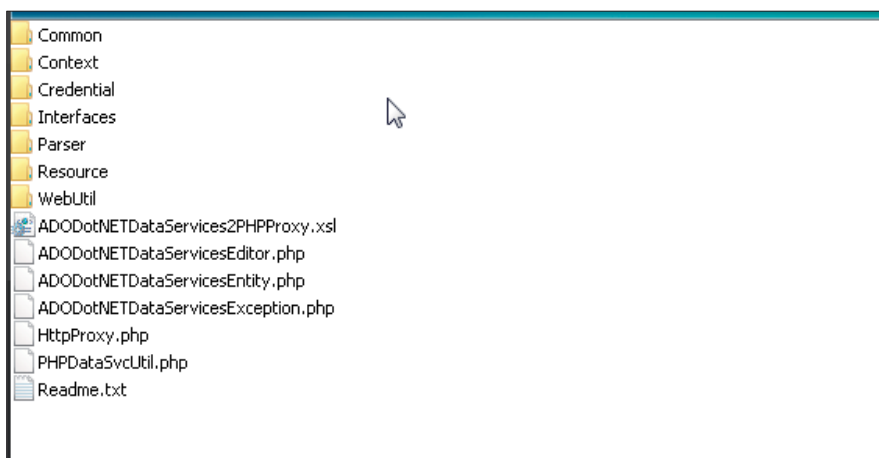 Common
Context
Credential
Interfaces
Parser
Resource
WebUtil
ADODotNETDataServices2PHPProxy.xsl
ADODotNETDataServicesEditor.php
ADODotNETDataServicesEntity.php
ADODotNETDataServicesException.php
HttpProxy.php
PHPDataSvcUtil.php
Readme.txt